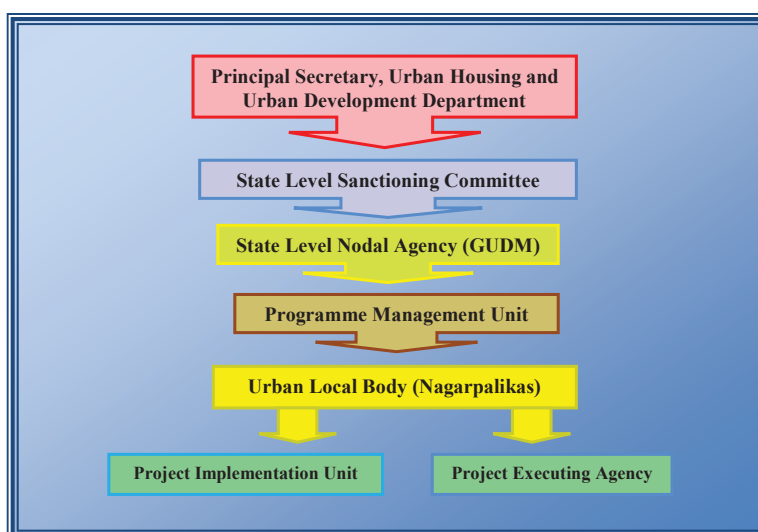 Principal Secretary, Urban Housing and
Urban Development Department
State Level Sanctioning Committee
State Level Nodal Agency (GUDM)
Programme Management Unit
Urban Local Body (Nagarpalikas)
Project Implementation Unit
Project Executing Agency